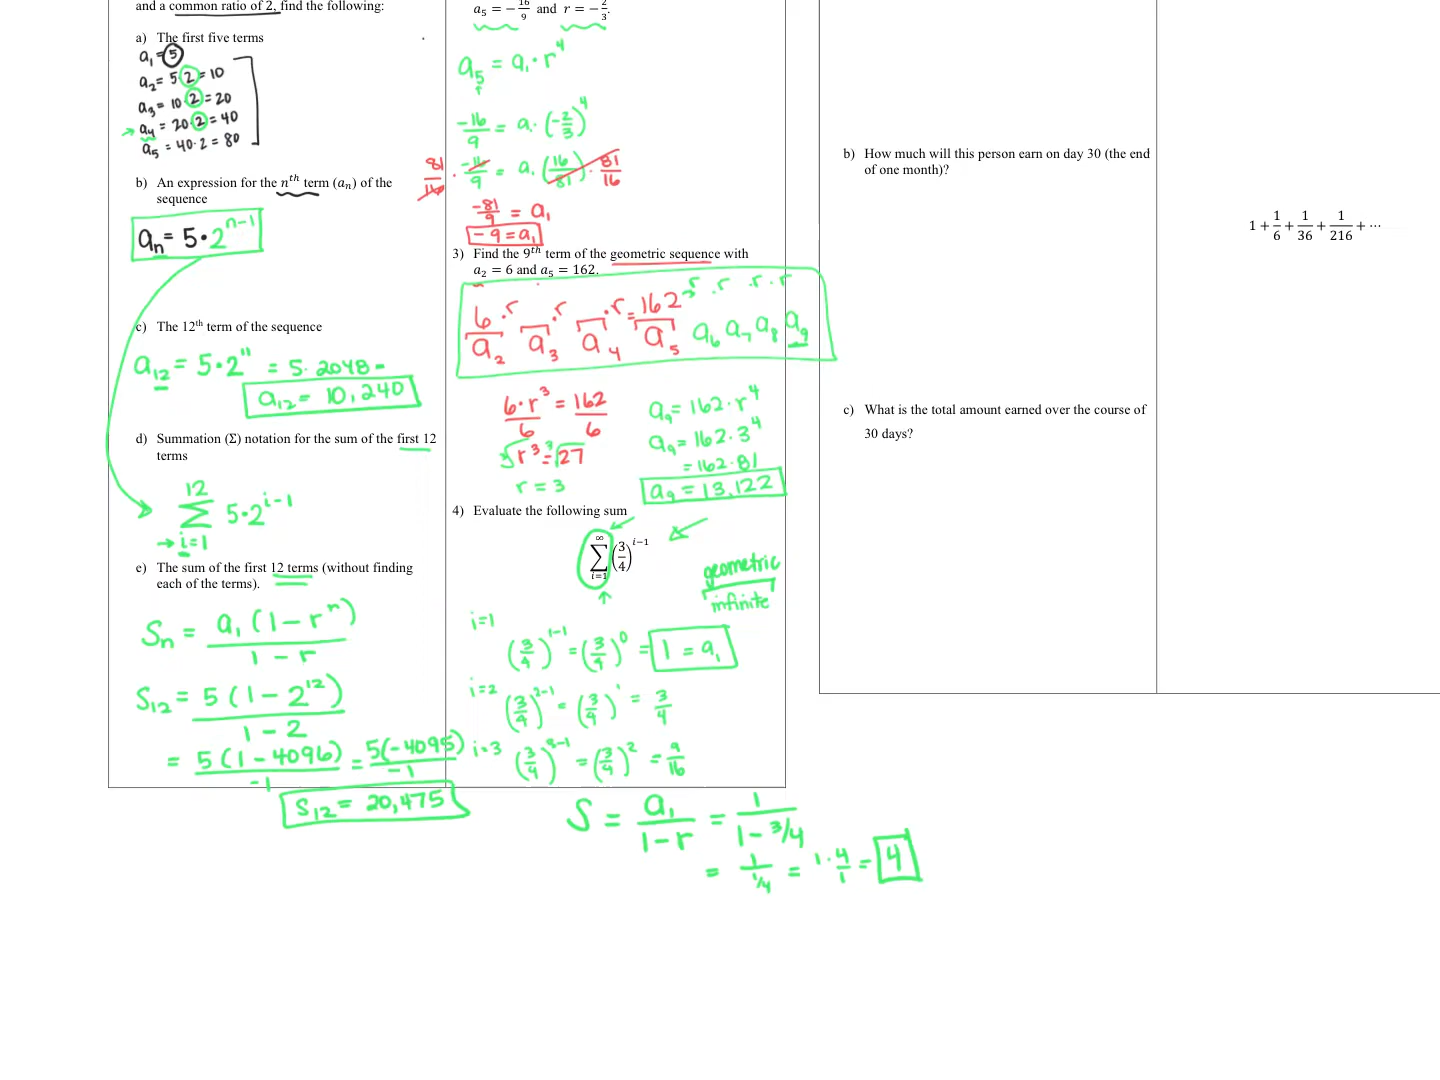 and a common ratio of 2, find the following:
a) The first five terms
a₁ = 5
a₂ = 5·2 = 10
a₃ = 10·2 = 20
→ a₄ = 20·2 = 40
a₅ = 40·2 = 80
b) An expression for the nᵗʰ term (aₙ) of the
sequence
aₙ = 5·2ⁿ⁻¹
c) The 12ᵗʰ term of the sequence
a₁₂ = 5·2¹¹ = 5·2048 =
a₁₂ = 10,240
d) Summation (Σ) notation for the sum of the first 12
terms
12
Σ 5·2ⁱ⁻¹
→ i=1
e) The sum of the first 12 terms (without finding
each of the terms).
Sₙ = a₁(1-rⁿ)/1-r
S₁₂ = 5(1-2¹²)/1-2
= 5(1-4096)/-1 = 5(-4095)/-1
S₁₂ = 20,475
a₅ = −16/9 and r = −2/3.
a₅ = a₁·r⁴
-16/9 = a₁·(-2/3)⁴
81/16 · -16/9 = a₁(16/81)·81/16
-81/9 = a₁
-9 = a₁
3) Find the 9ᵗʰ term of the geometric sequence with
a₂ = 6 and a₅ = 162.
6 ·r ·r ·r = 162 ·r ·r ·r ·r
a₂ a₃ a₄ a₅ a₆ a₇ a₈ a₉
6·r³/6 = 162/6
∛r³ = ∛27
r = 3
a₉ = 162·r⁴
a₉ = 162·3⁴
= 162·81
a₉ = 13,122
4) Evaluate the following sum
∞
Σ (3/4)ⁱ⁻¹
i=1
geometric
infinite
i=1
(3/4)¹⁻¹ = (3/4)⁰ = 1 = a₁
i=2 (3/4)²⁻¹ = (3/4)¹ = 3/4
i=3 (3/4)³⁻¹ = (3/4)² = 9/16
S = a₁/1-r = 1/1-3/4
= 1/1/4 = 1·4/1 = 4
b) How much will this person earn on day 30 (the end
of one month)?
c) What is the total amount earned over the course of
30 days?
1 + 1/6 + 1/36 + 1/216 + ⋯